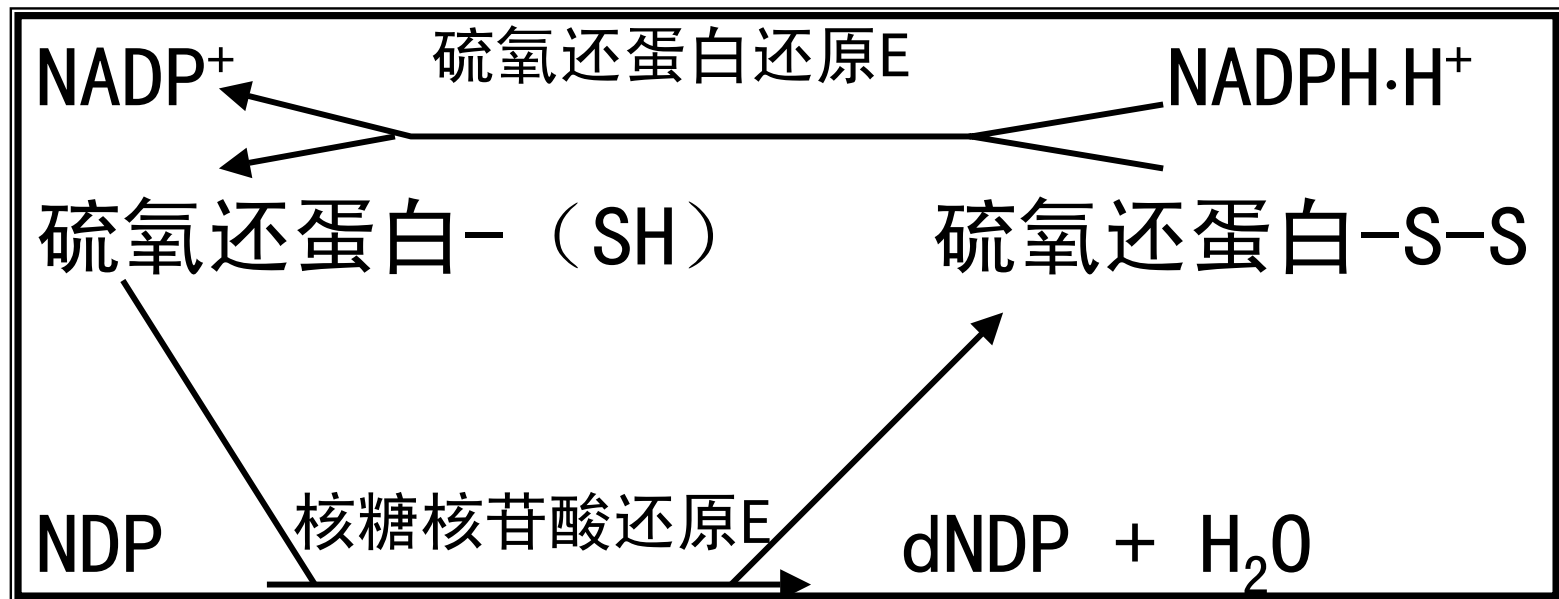 硫氧还蛋白还原E
NADP⁺ NADPH·H⁺
硫氧还蛋白-（SH） 硫氧还蛋白-S-S
核糖核苷酸还原E
NDP dNDP + H₂O